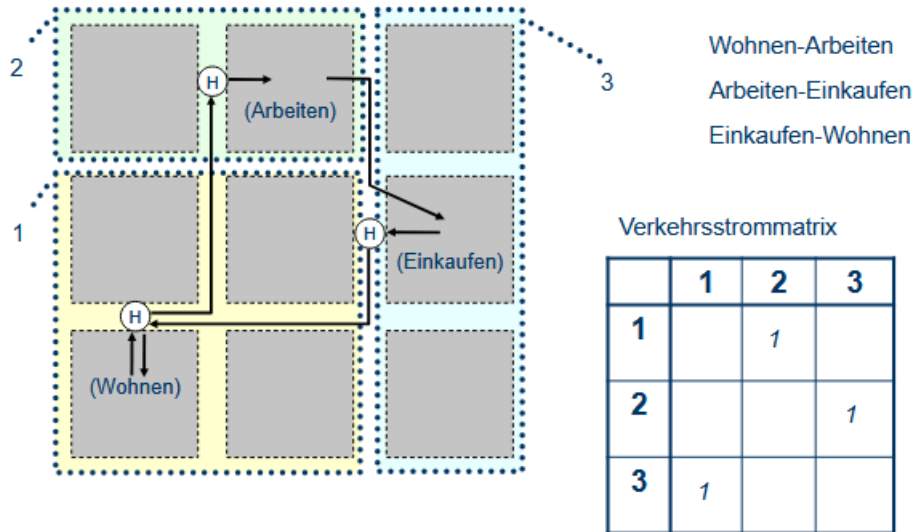 2
H
(Arbeiten)
3
Wohnen-Arbeiten
Arbeiten-Einkaufen
Einkaufen-Wohnen
1
H
(Einkaufen)
H
(Wohnen)
Verkehrsstrommatrix
1 2 3
1 1
2 1
3 1